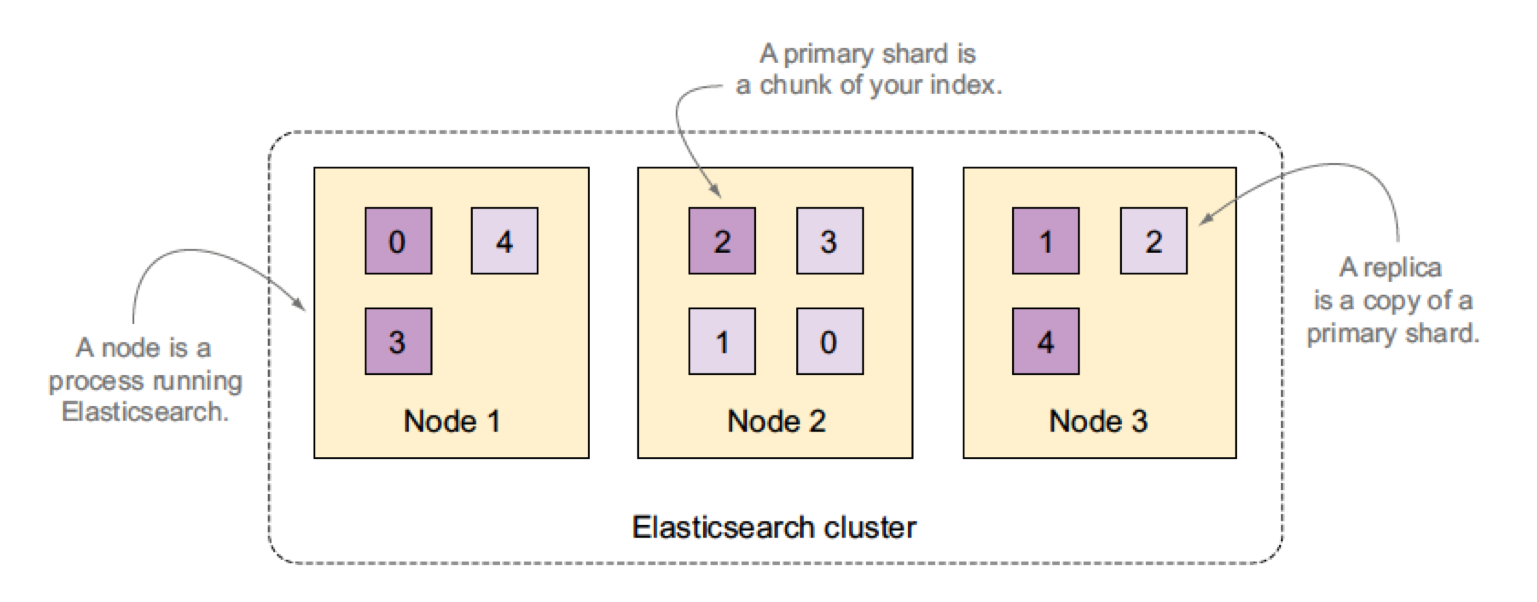 A primary shard is
a chunk of your index.
0
4
3
Node 1
2
3
1
0
Node 2
1
2
4
Node 3
A node is a
process running
Elasticsearch.
A replica
is a copy of a
primary shard.
Elasticsearch cluster